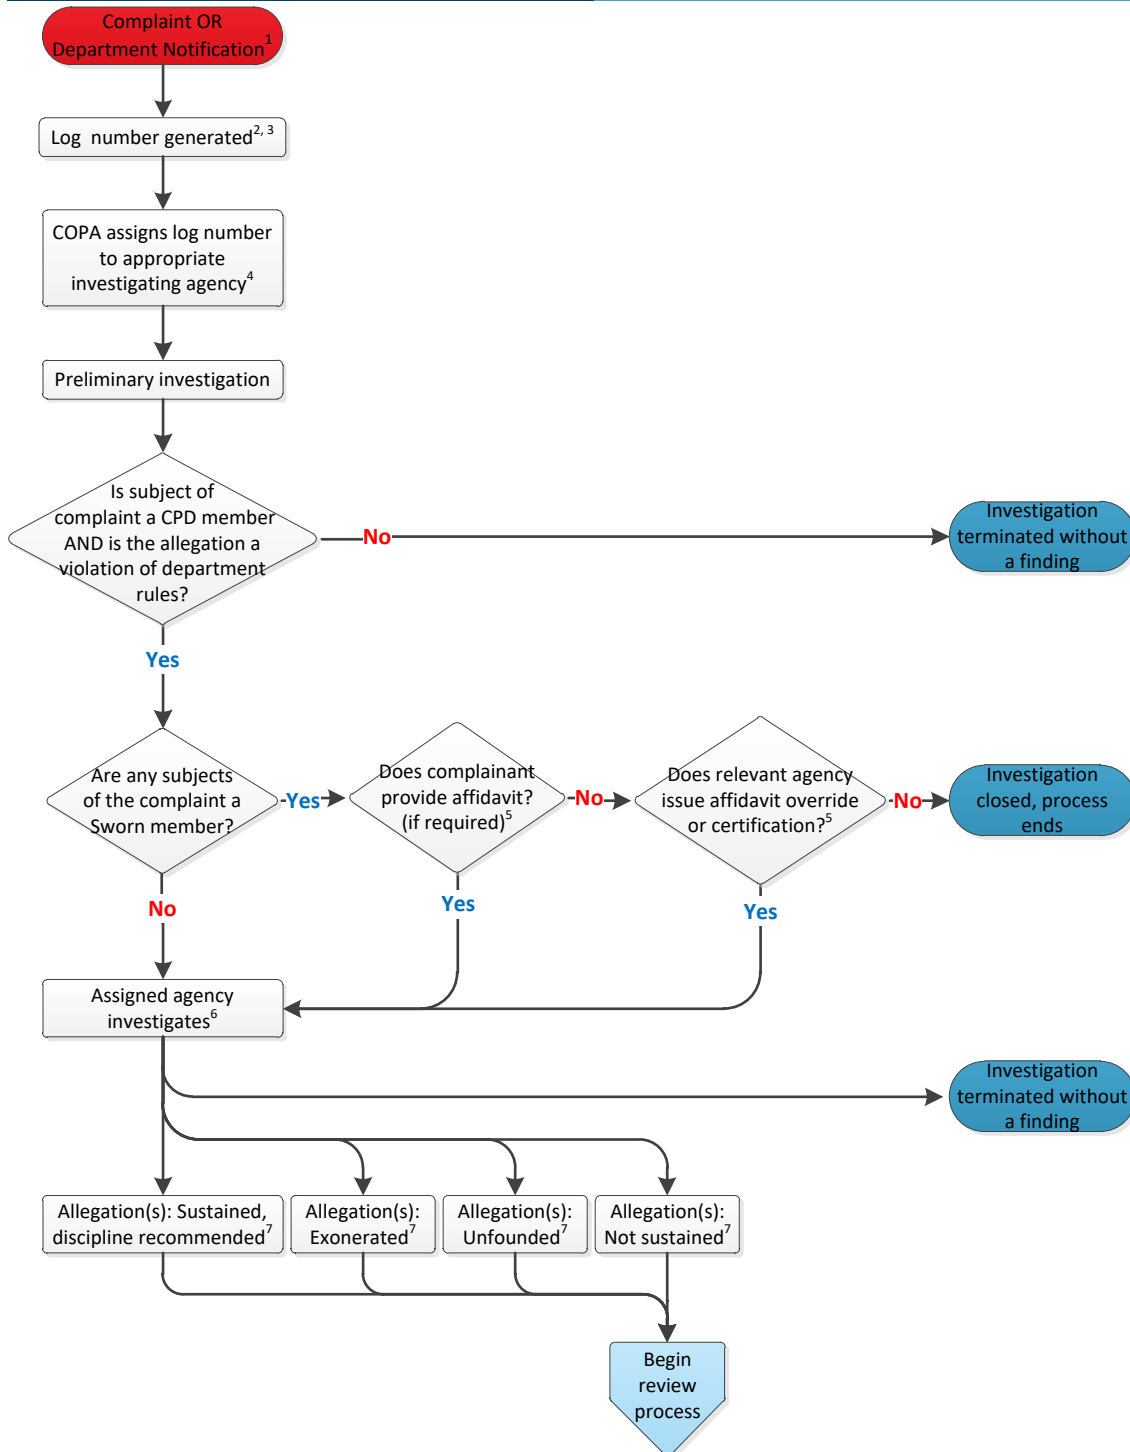 Complaint OR
Department Notification1
Log number generated2, 3
COPA assigns log number
to appropriate
investigating agency4
Preliminary investigation
Is subject of
complaint a CPD member
AND is the allegation a
violation of department
rules?
No
Investigation
terminated without
a finding
Yes
Are any subjects
of the complaint a
Sworn member?
Yes
Does complainant
provide affidavit?
(if required)5
No
Does relevant agency
issue affidavit override
or certification?5
No
Investigation
closed, process
ends
No
Yes
Yes
Assigned agency
investigates6
Investigation
terminated without
a finding
Allegation(s): Sustained,
discipline recommended7
Allegation(s):
Exonerated7
Allegation(s):
Unfounded7
Allegation(s):
Not sustained7
Begin
review
process